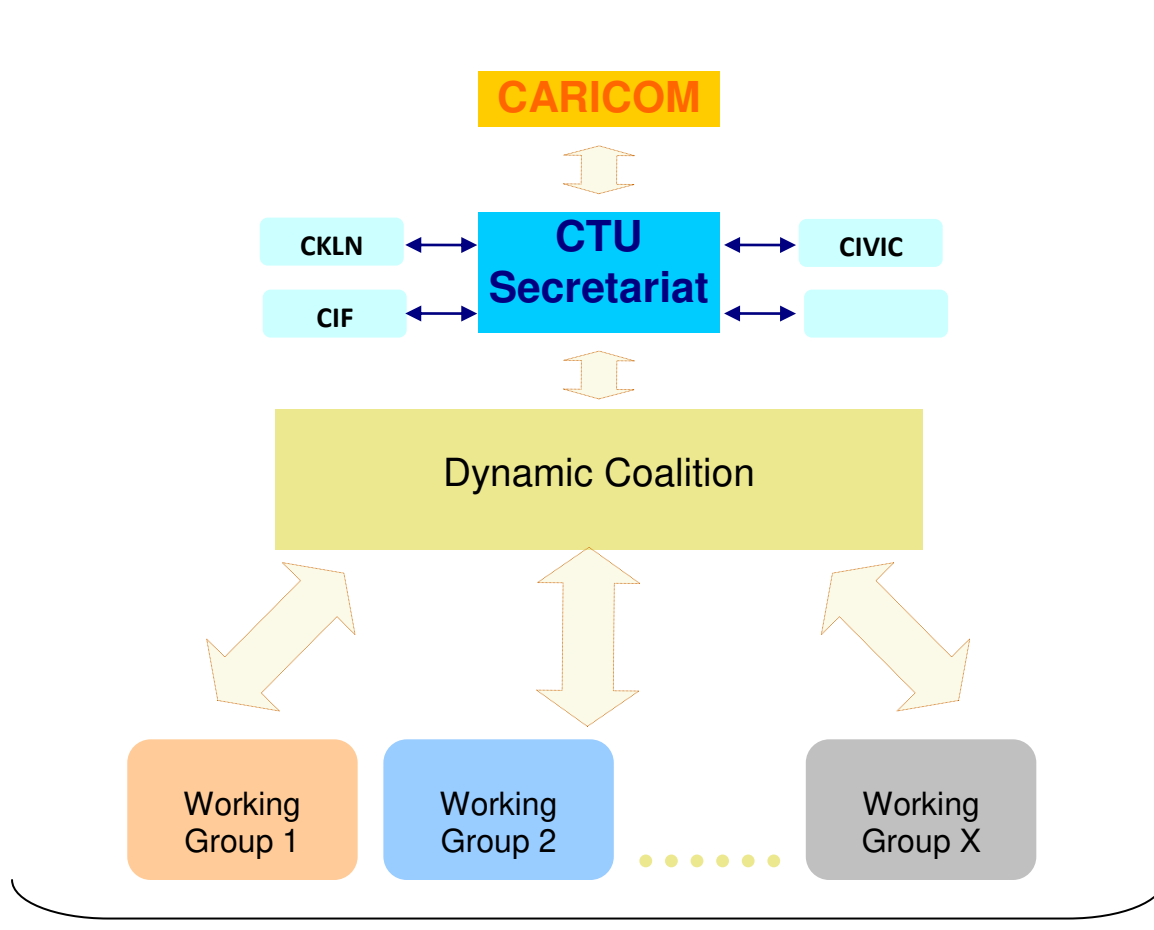 CARICOM
CKLN
CTU
Secretariat
CIVIC
CIF
Dynamic Coalition
Working
Group 1
Working
Group 2
Working
Group X